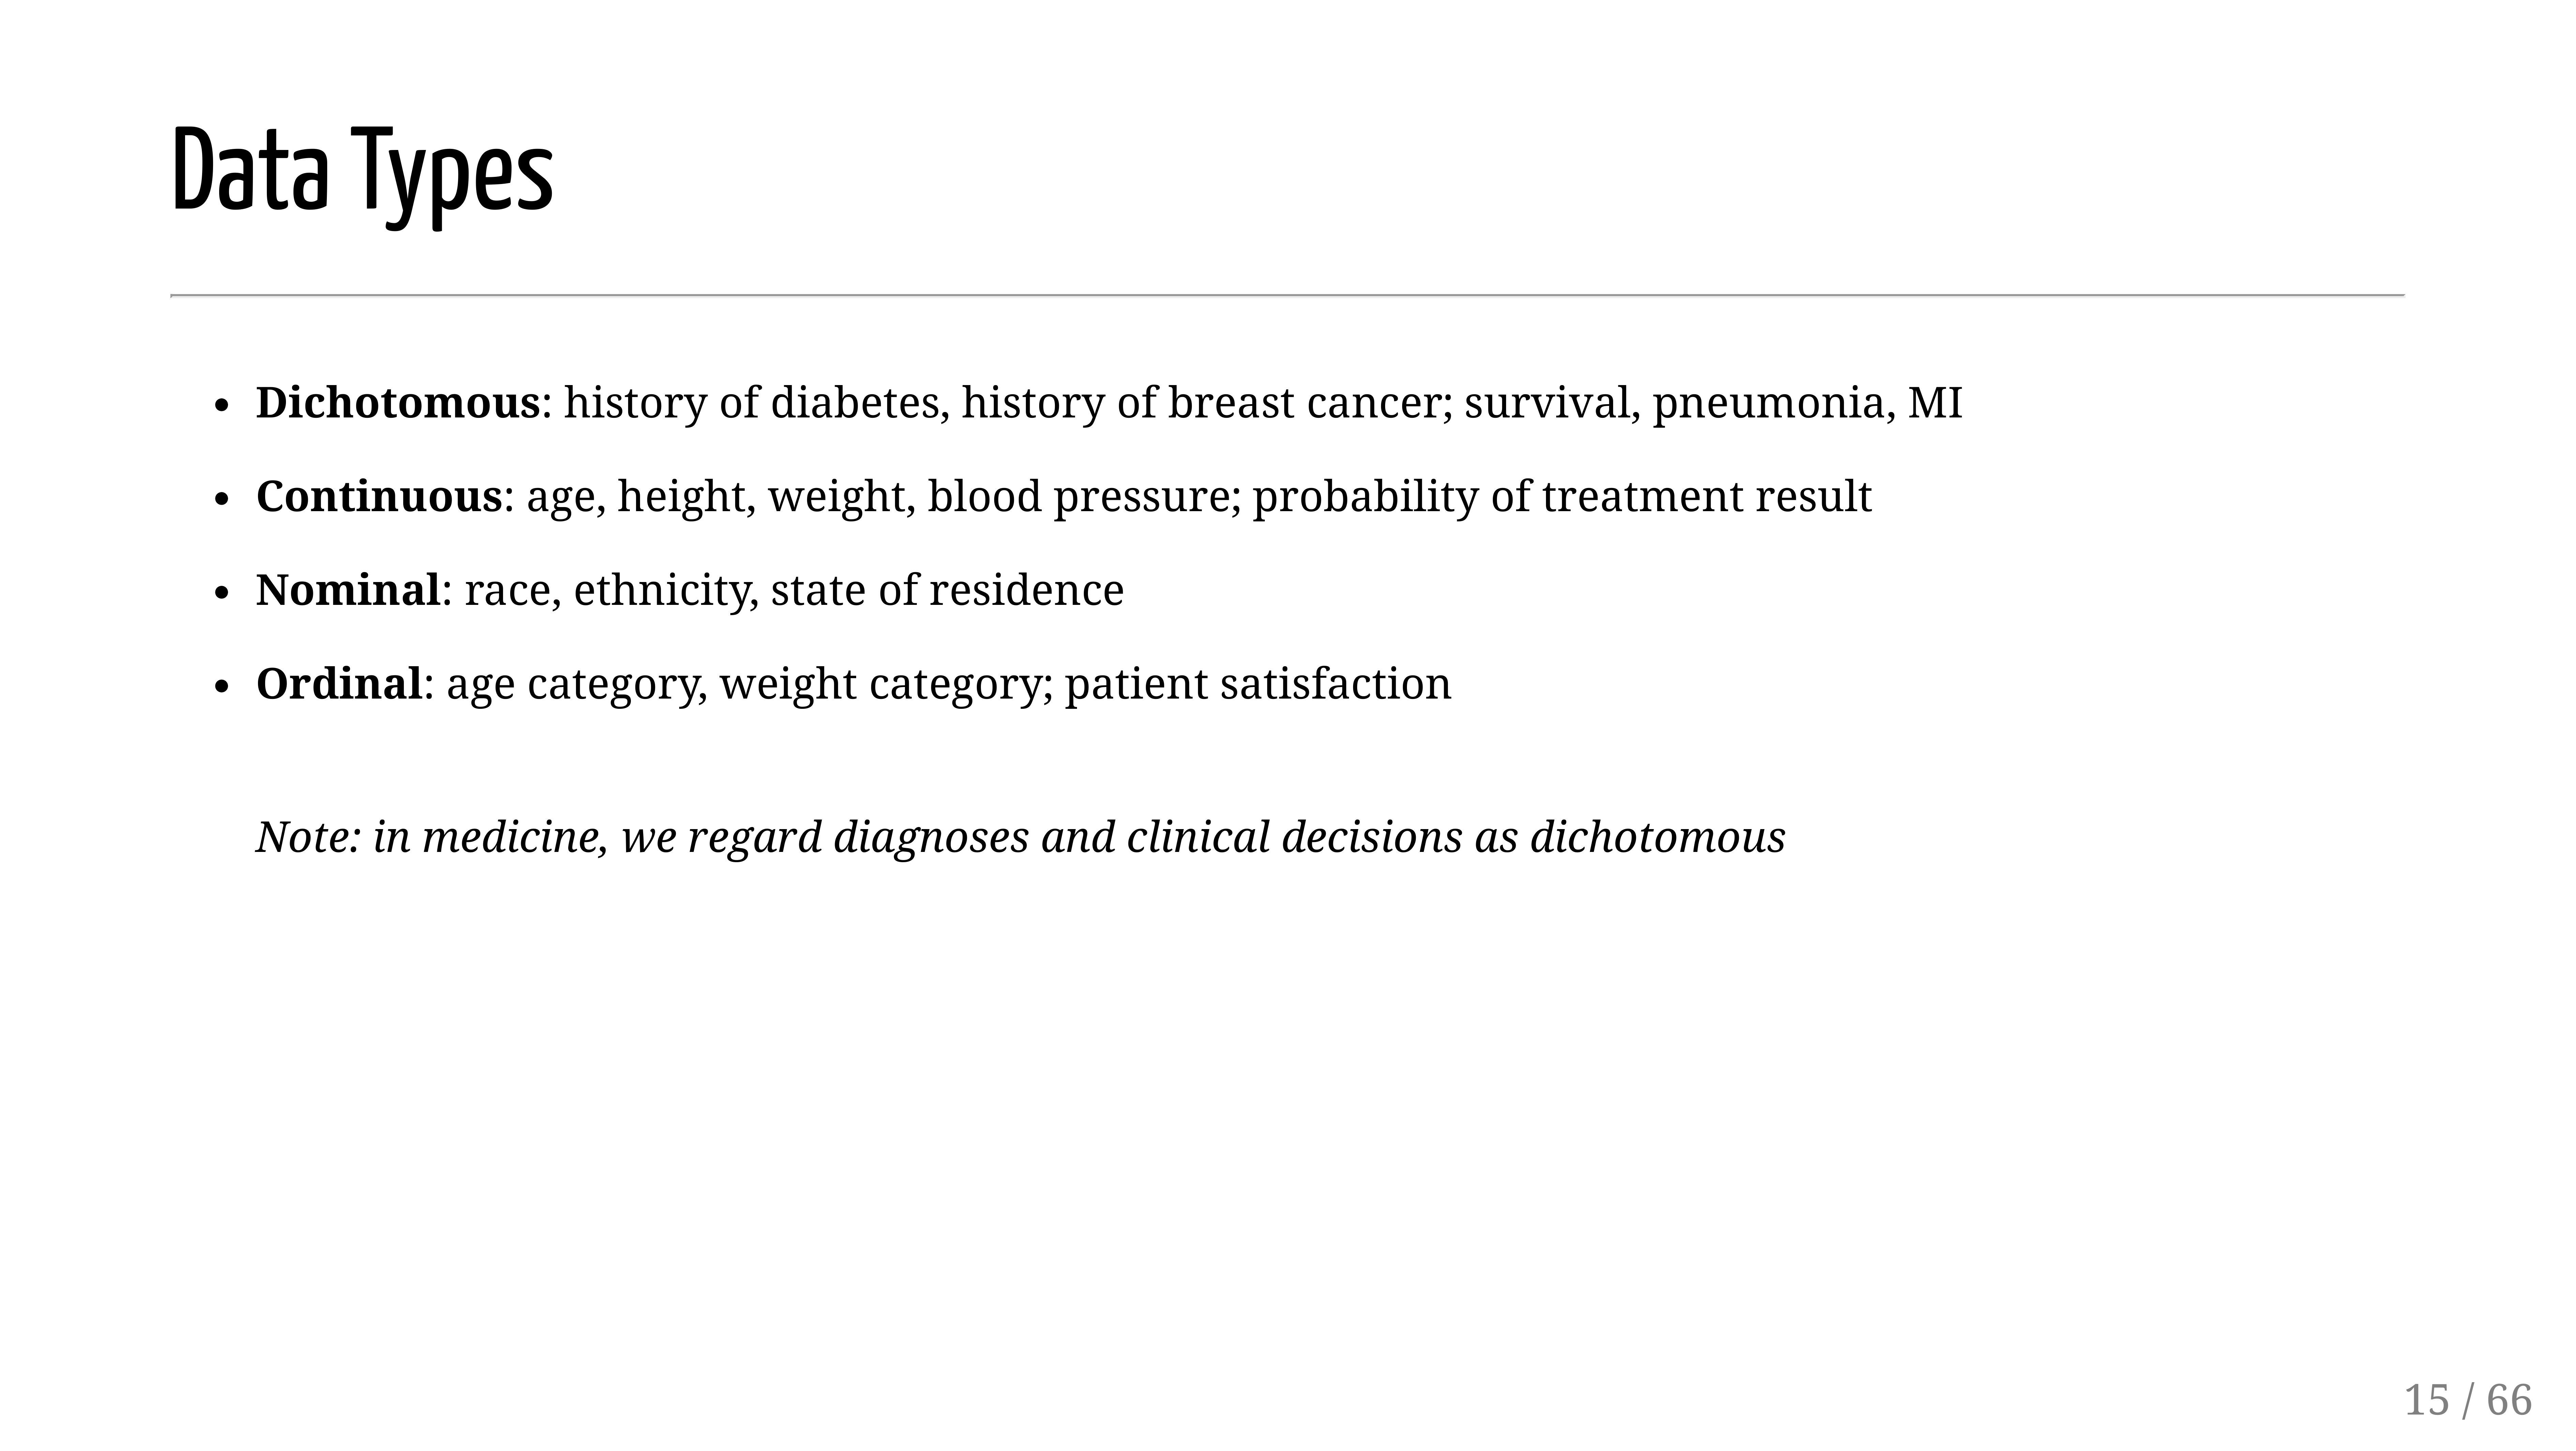 Data Types
• Dichotomous: history of diabetes, history of breast cancer; survival, pneumonia, MI
• Continuous: age, height, weight, blood pressure; probability of treatment result
• Nominal: race, ethnicity, state of residence
• Ordinal: age category, weight category; patient satisfaction
Note: in medicine, we regard diagnoses and clinical decisions as dichotomous
15 / 66